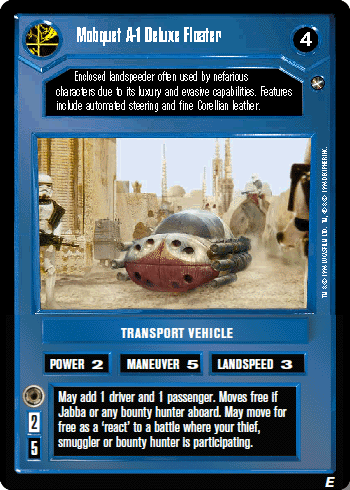 Mobquet A-1 Deluxe Floater
4
Enclosed landspeeder often used by nefarious
characters due to its luxury and evasive capabilities. Features
include automated steering and fine Corellian leather.
TRANSPORT VEHICLE
POWER 2
MANEUVER 5
LANDSPEED 3
May add 1 driver and 1 passenger. Moves free if
Jabba or any bounty hunter aboard. May move for
free as a 'react' to a battle where your thief,
smuggler or bounty hunter is participating.
2
5
E